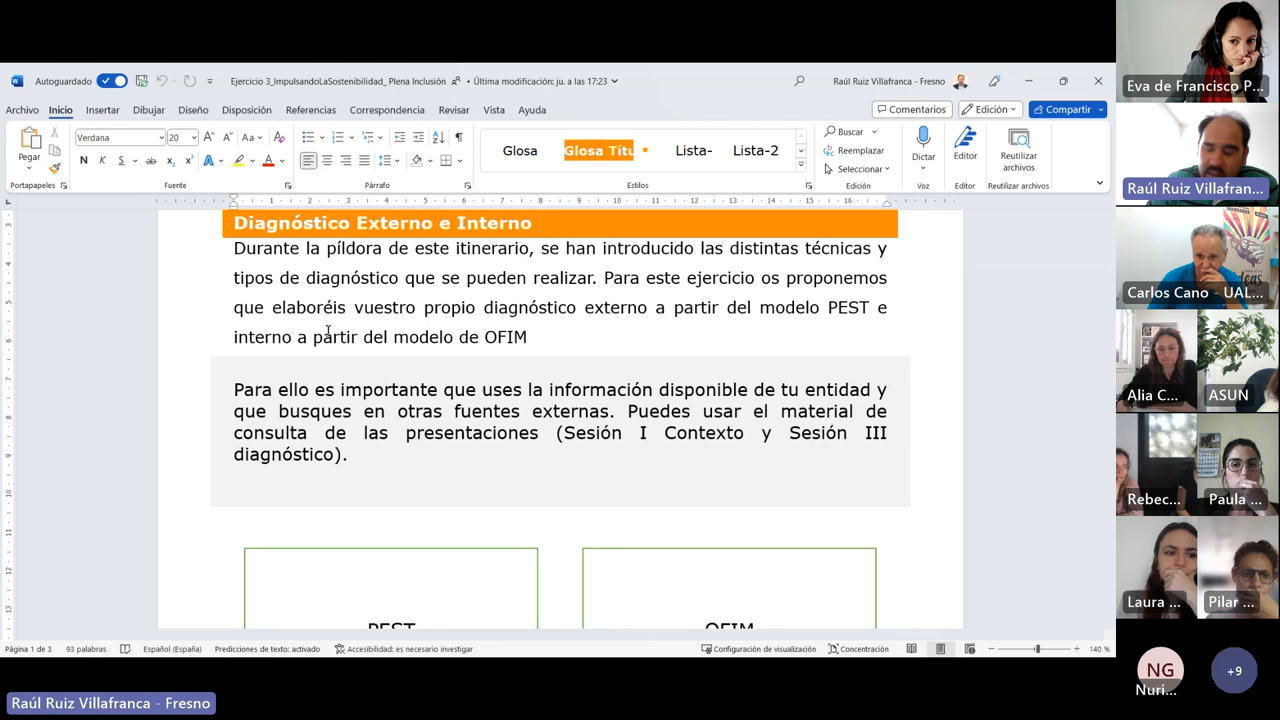 Autoguardado
Ejercicio 3_ImpulsandoLaSostenibilidad_ Plena Inclusión
• Última modificación: ju. a las 17:23
Raúl Ruiz Villafranca - Fresno
Archivo Inicio Insertar Dibujar Diseño Disposición Referencias Correspondencia Revisar Vista Ayuda
Comentarios Edición Compartir
Pegar
Verdana 20
Glosa Glosa Títu Lista- Lista-2
Buscar
Reemplazar
Seleccionar
Dictar
Editor
Reutilizar archivos
Portapapeles Fuente Párrafo Estilos Edición Voz Editor Reutilizar archivos
Diagnóstico Externo e Interno
Durante la píldora de este itinerario, se han introducido las distintas técnicas y
tipos de diagnóstico que se pueden realizar. Para este ejercicio os proponemos
que elaboréis vuestro propio diagnóstico externo a partir del modelo PEST e
interno a partir del modelo de OFIM
Para ello es importante que uses la información disponible de tu entidad y
que busques en otras fuentes externas. Puedes usar el material de
consulta de las presentaciones (Sesión I Contexto y Sesión III
diagnóstico).
PEST OFIM
Página 1 de 3 93 palabras Español (España) Predicciones de texto: activado Accesibilidad: es necesario investigar Configuración de visualización Concentración 140 %
Raúl Ruiz Villafranca - Fresno
Eva de Francisco P...
Raúl Ruiz Villafran...
Carlos Cano - UAL...
Alia C... ASUN
Rebec... Paula ...
Laura ... Pilar ...
NG +9
Nuri...